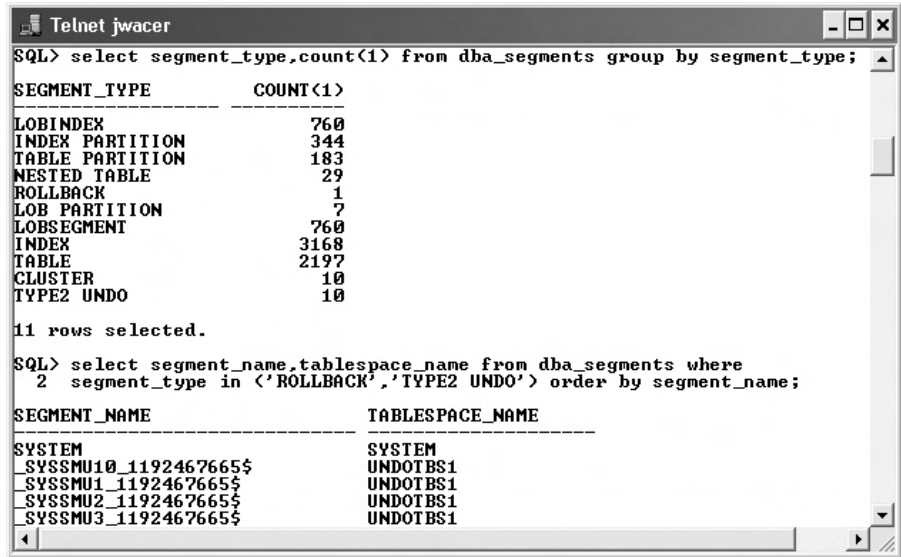 Telnet jwacer
SQL> select segment_type,count(1) from dba_segments group by segment_type;
SEGMENT_TYPE COUNT(1)
------------------ ----------
LOBINDEX 760
INDEX PARTITION 344
TABLE PARTITION 183
NESTED TABLE 29
ROLLBACK 1
LOB PARTITION 7
LOBSEGMENT 760
INDEX 3168
TABLE 2197
CLUSTER 10
TYPE2 UNDO 10
11 rows selected.
SQL> select segment_name,tablespace_name from dba_segments where
2 segment_type in ('ROLLBACK','TYPE2 UNDO') order by segment_name;
SEGMENT_NAME TABLESPACE_NAME
------------------------------ --------------------
SYSTEM SYSTEM
_SYSSMU10_1192467665$ UNDOTBS1
_SYSSMU1_1192467665$ UNDOTBS1
_SYSSMU2_1192467665$ UNDOTBS1
_SYSSMU3_1192467665$ UNDOTBS1